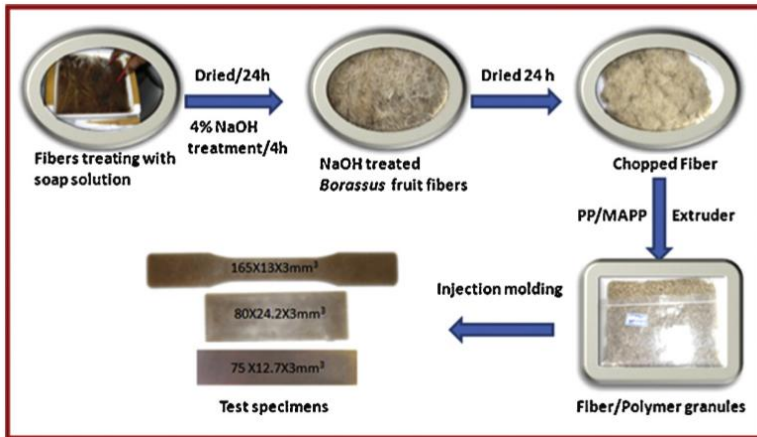 Dried/24h
4% NaOH
treatment/4h
Fibers treating with
soap solution
NaOH treated
Borassus fruit fibers
Dried 24 h
Chopped Fiber
PP/MAPP
Extruder
Fiber/Polymer granules
Injection molding
165X13X3mm³
80X24.2X3mm³
75 X12.7X3mm³
Test specimens